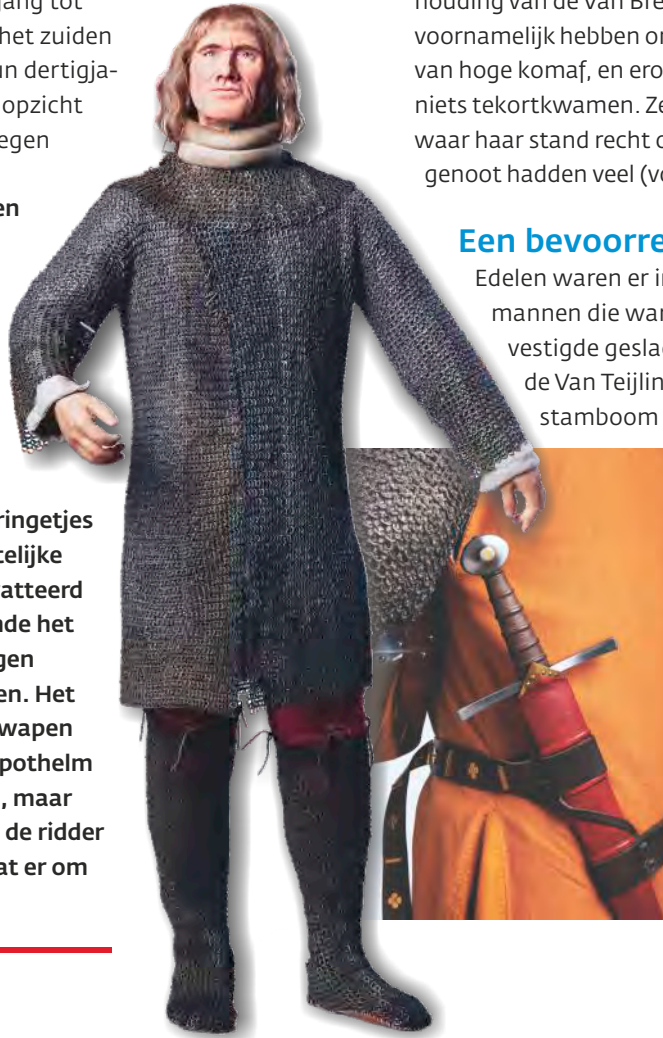 gang tot
het zuiden
un dertigja-
opzicht
egen
en
ringetjes
telijke
atteerd
nde het
gen
en. Het
wapen
pothelm
, maar
de ridder
at er om
houding van de Van Bre
voornamelijk hebben on
van hoge komaf, en ero
niets tekortkwamen. Ze
waar haar stand recht o
genoot hadden veel (vo
Een bevoorre
Edelen waren er in
mannen die war
vestigde geslac
de Van Teijlin
stamboom